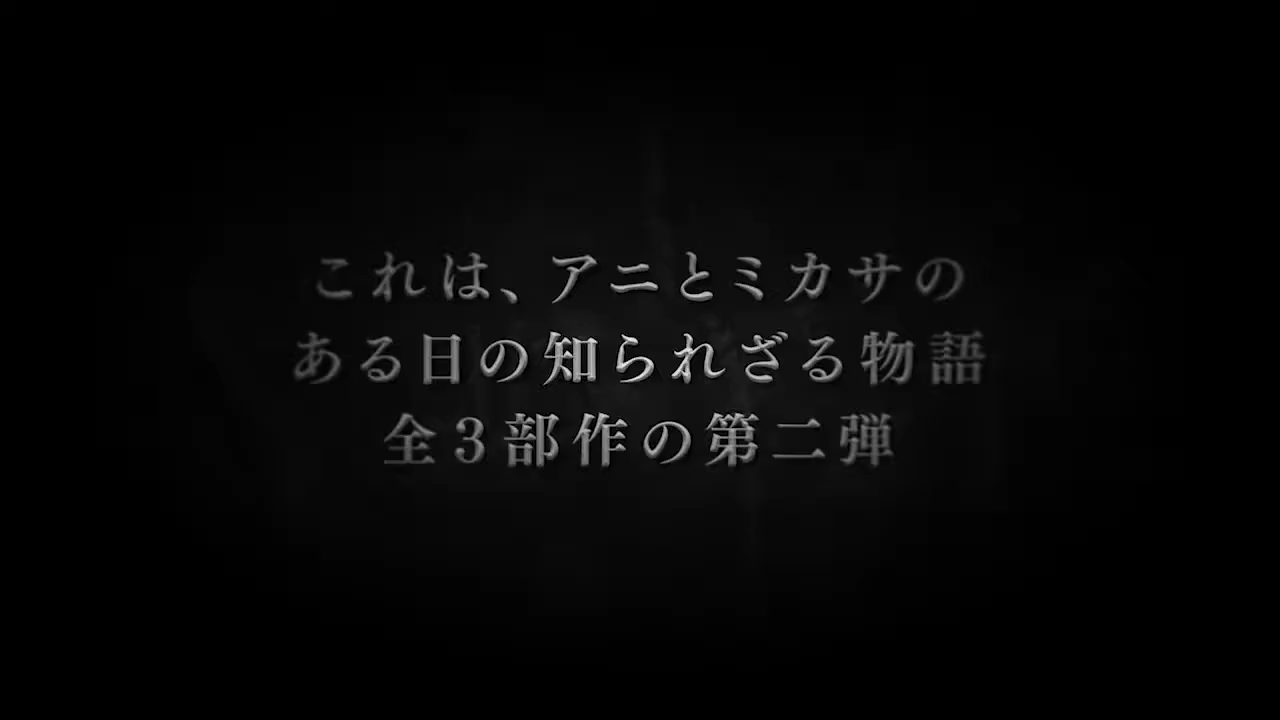 これは、アニとミカサの
ある日の知られざる物語
全3部作の第二弾